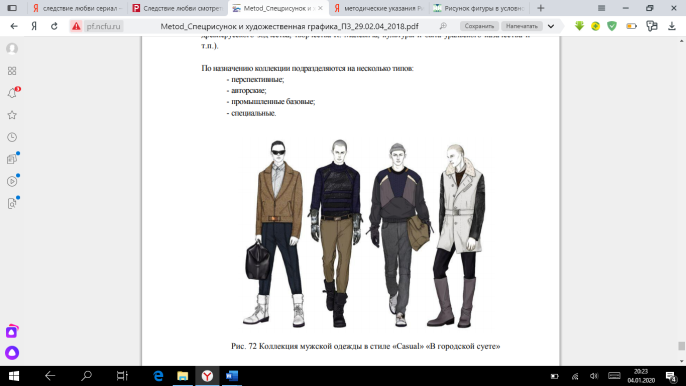 следствие любви сериал –
Следствие любви смотрет
Metod_Спецрисунок и х
методические указания Р
Рисунок фигуры в условно
pf.ncfu.ru
Metod_Спецрисунок и художественная графика_ПЗ_29.02.04_2018.pdf
Сохранить
Напечатать
т.п.).
По назначению коллекции подразделяются на несколько типов:
- перспективные;
- авторские;
- промышленные базовые;
- специальные.
Рис. 72 Коллекция мужской одежды в стиле «Casual» «В городской суете»
20:23
04.01.2020